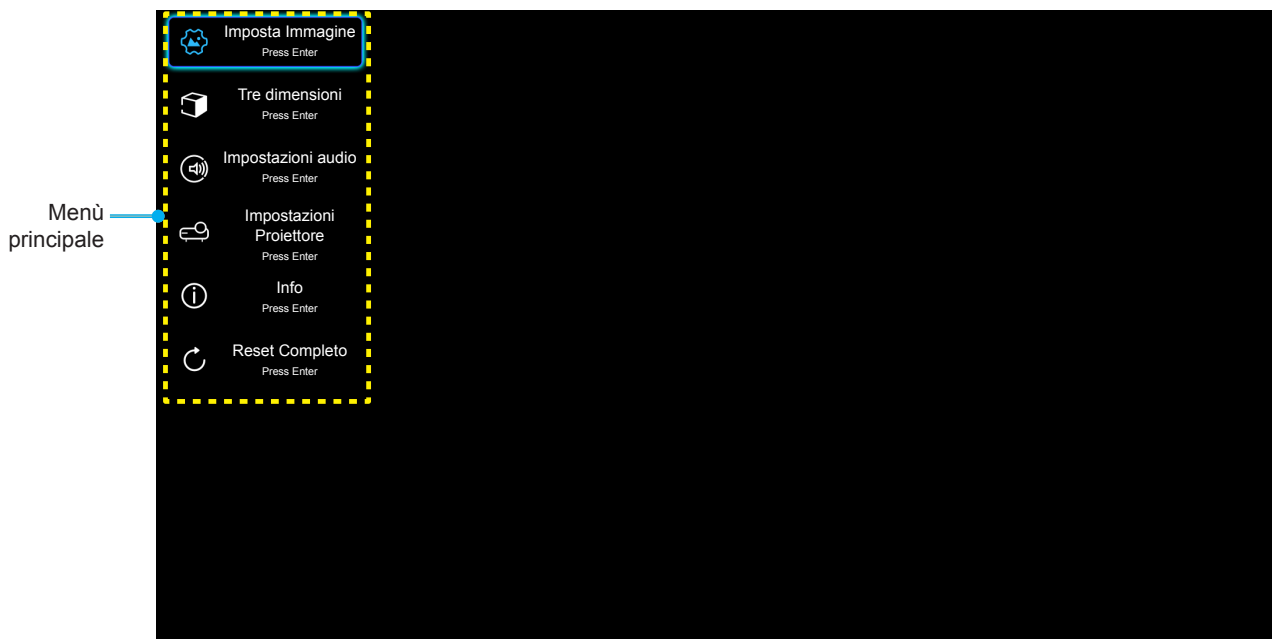 Imposta Immagine
Press Enter
Tre dimensioni
Press Enter
Impostazioni audio
Press Enter
Menù
principale
Impostazioni
Proiettore
Press Enter
Info
Press Enter
Reset Completo
Press Enter